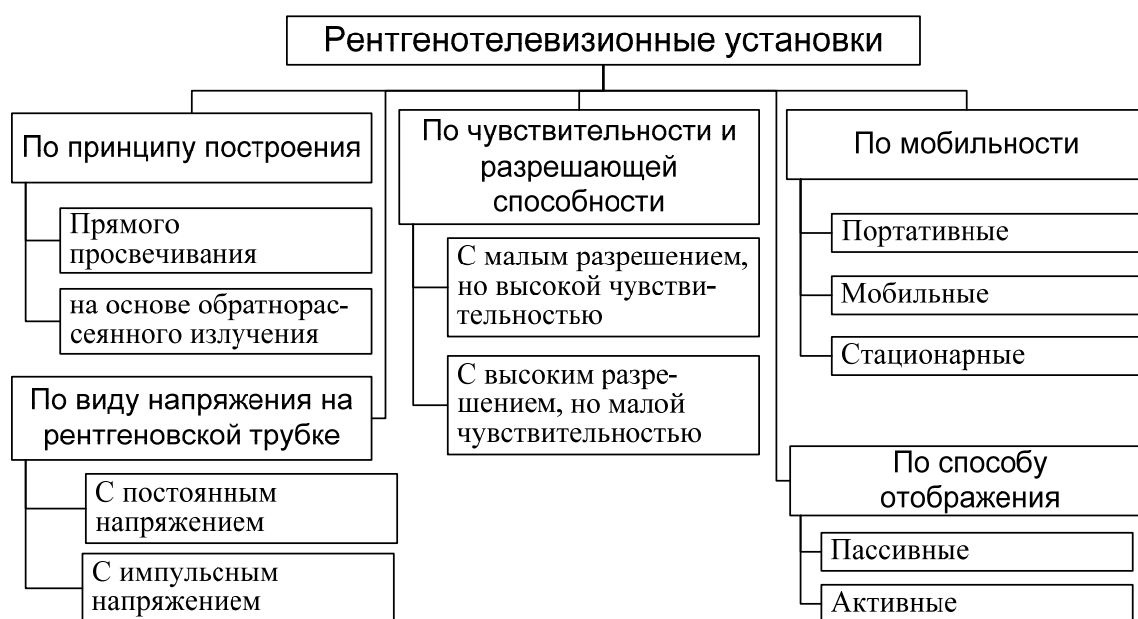 Рентгенотелевизионные установки
По принципу построения
Прямого
просвечивания
на основе обратнорас-
сеянного излучения
По виду напряжения на
рентгеновской трубке
С постоянным
напряжением
С импульсным
напряжением
По чувствительности и
разрешающей
способности
С малым разрешением,
но высокой чувстви-
тельностью
С высоким разре-
шением, но малой
чувствительностью
По мобильности
Портативные
Мобильные
Стационарные
По способу
отображения
Пассивные
Активные